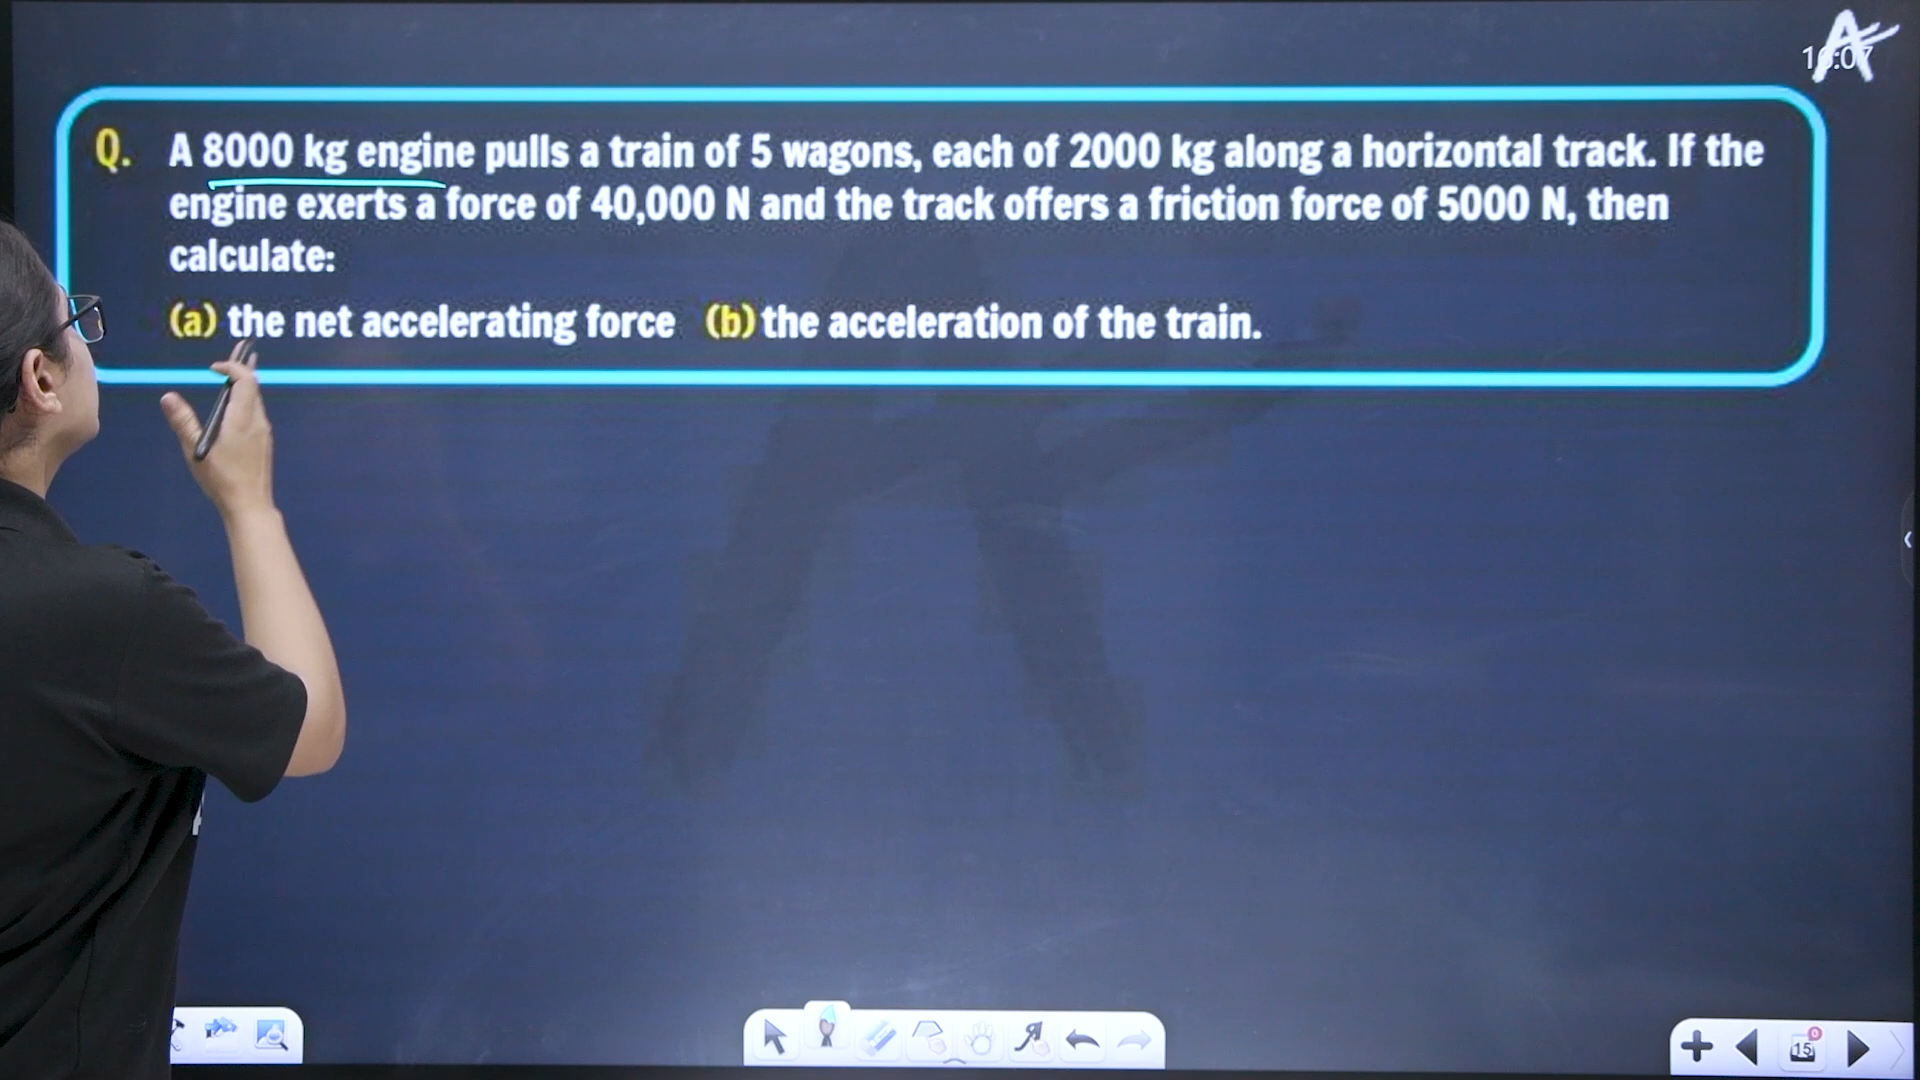 Q. A 8000 kg engine pulls a train of 5 wagons, each of 2000 kg along a horizontal track. If the
engine exerts a force of 40,000 N and the track offers a friction force of 5000 N, then
calculate:
(a) the net accelerating force (b) the acceleration of the train.
15
0